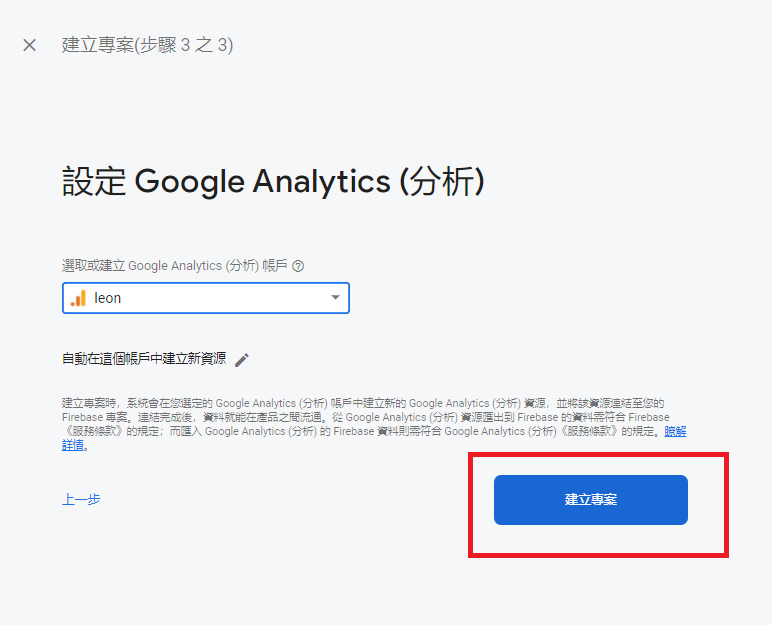 建立專案(步驟 3 之 3)
設定 Google Analytics (分析)
選取或建立 Google Analytics (分析) 帳戶
leon
自動在這個帳戶中建立新資源
建立專案時，系統會在您選定的 Google Analytics (分析) 帳戶中建立新的 Google Analytics (分析) 資源，並將該資源連結至您的
Firebase 專案。連結完成後，資料就能在產品之間流通。從 Google Analytics (分析) 資源匯出到 Firebase 的資料需符合 Firebase
《服務條款》的規定；而匯入 Google Analytics (分析) 的 Firebase 資料則需符合 Google Analytics (分析)《服務條款》的規定。瞭解
詳情。
上一步
建立專案